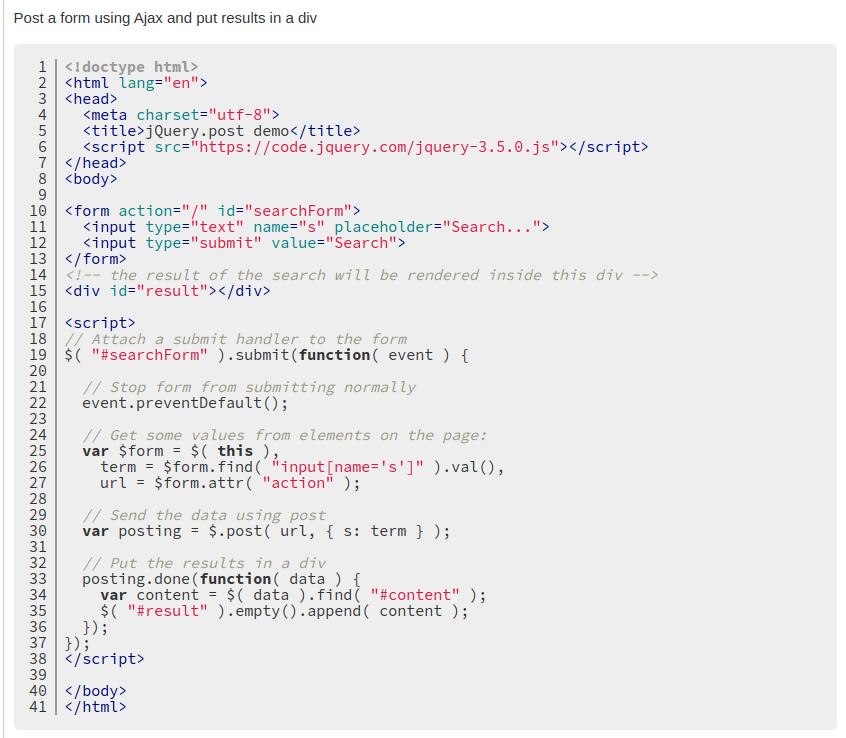 Post a form using Ajax and put results in a div
1 <!doctype html>
2 <html lang="en">
3 <head>
4   <meta charset="utf-8">
5   <title>jQuery.post demo</title>
6   <script src="https://code.jquery.com/jquery-3.5.0.js"></script>
7 </head>
8 <body>
9
10 <form action="/" id="searchForm">
11   <input type="text" name="s" placeholder="Search...">
12   <input type="submit" value="Search">
13 </form>
14 <!-- the result of the search will be rendered inside this div -->
15 <div id="result"></div>
16
17 <script>
18 // Attach a submit handler to the form
19 $( "#searchForm" ).submit(function( event ) {
20
21   // Stop form from submitting normally
22   event.preventDefault();
23
24   // Get some values from elements on the page:
25   var $form = $( this ),
26     term = $form.find( "input[name='s']" ).val(),
27     url = $form.attr( "action" );
28
29   // Send the data using post
30   var posting = $.post( url, { s: term } );
31
32   // Put the results in a div
33   posting.done(function( data ) {
34     var content = $( data ).find( "#content" );
35     $( "#result" ).empty().append( content );
36   });
37 });
38 </script>
39
40 </body>
41 </html>